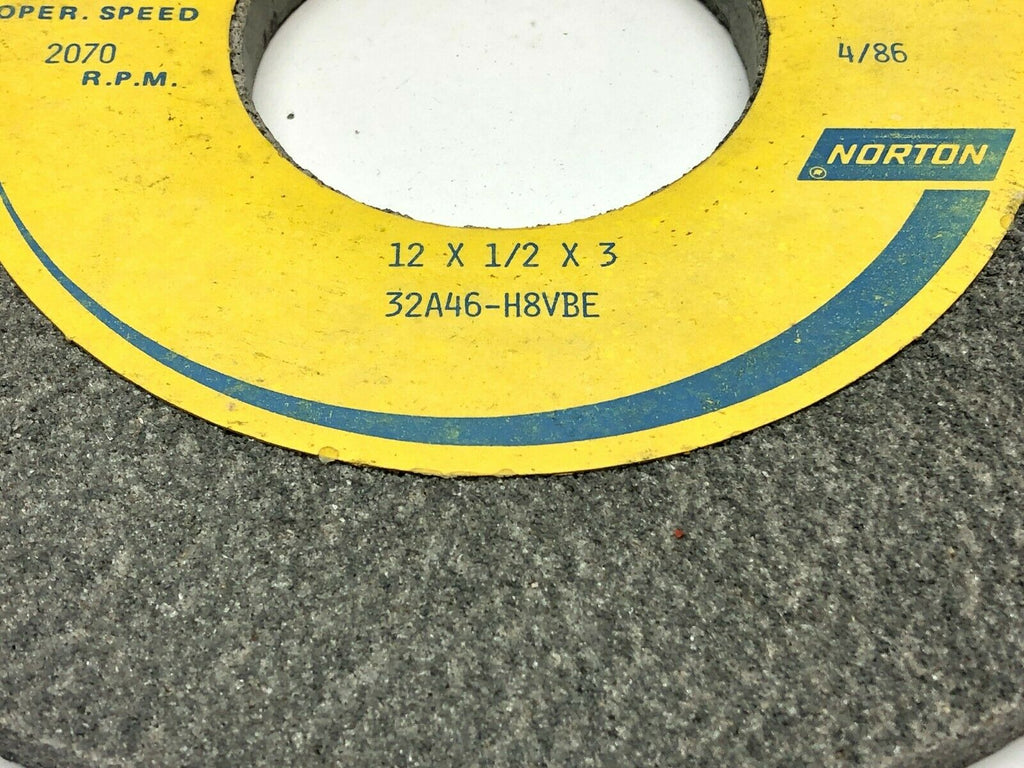 OPER. SPEED
2070
R.P.M.
4/86
NORTON
®
12 X 1/2 X 3
32A46-H8VBE